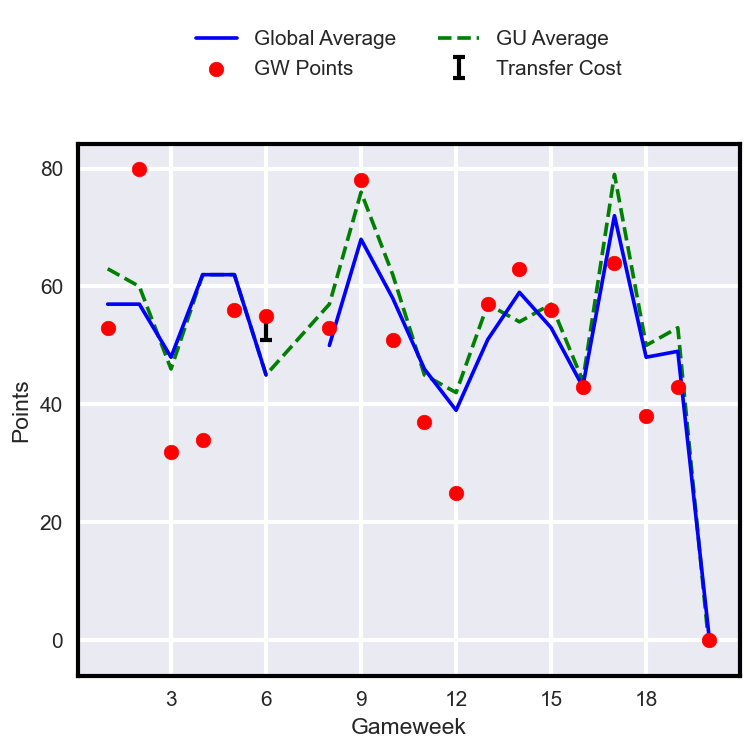 Global Average
GU Average
GW Points
Transfer Cost
80
60
40
20
0
Points
3 6 9 12 15 18
Gameweek